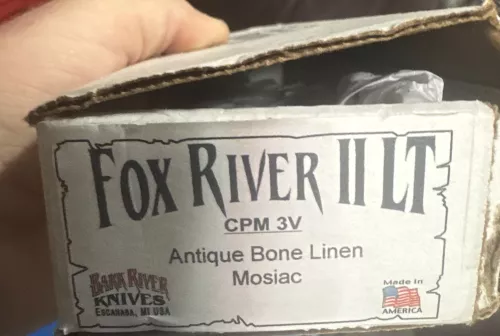 FOX RIVER II LT
CPM 3V
Antique Bone Linen
Mosiac
BARK RIVER
KNIVES
ESCANABA, MI USA
Made In
AMERICA